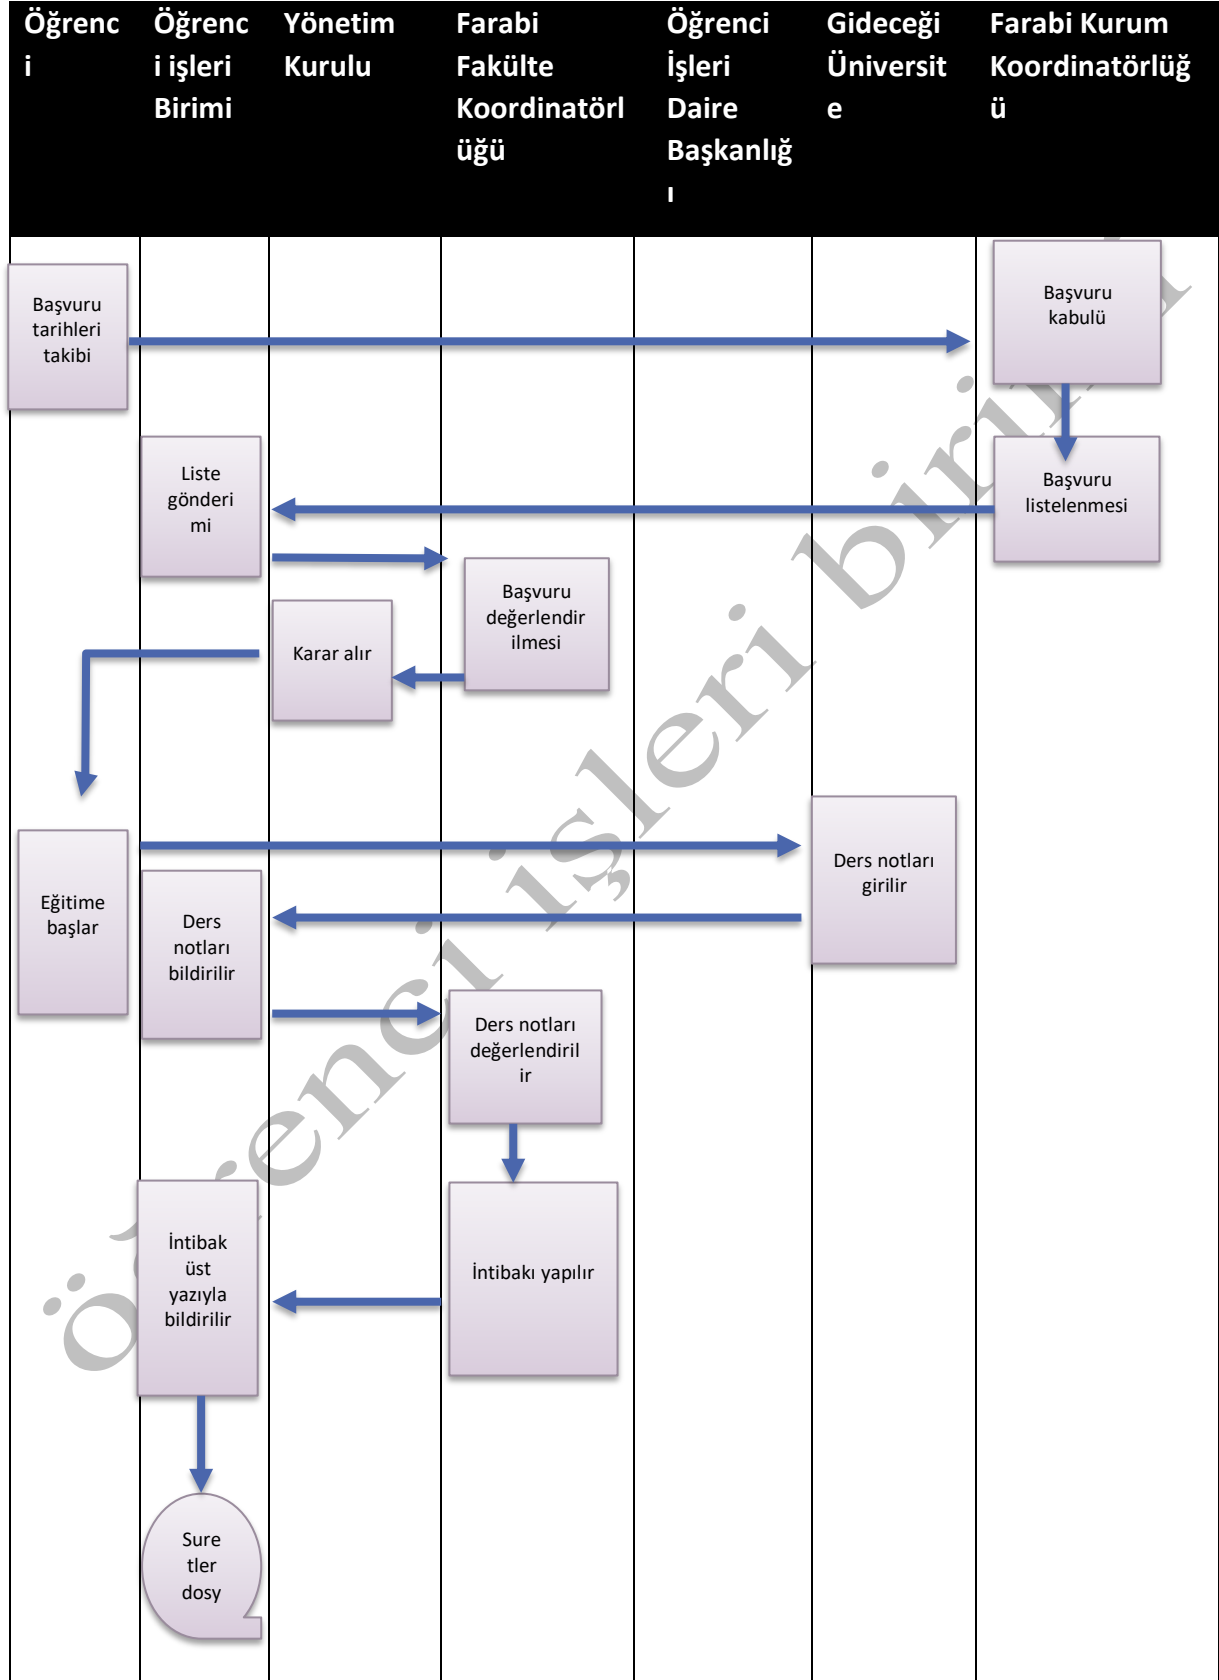 Öğrenc
i
Öğrenc
i işleri
Birimi
Yönetim
Kurulu
Farabi
Fakülte
Koordinatörl
üğü
Öğrenci
İşleri
Daire
Başkanlığ
ı
Gideceği
Üniversit
e
Farabi Kurum
Koordinatörlüğ
ü
Başvuru
tarihleri
takibi
Başvuru
kabulü
Liste
gönderi
mi
Başvuru
listelenmesi
Başvuru
değerlendir
ilmesi
Karar alır
Ders notları
girilir
Eğitime
başlar
Ders
notları
bildirilir
Ders notları
değerlendiril
ir
İntibak
üst
yazıyla
bildirilir
İntibakı yapılır
Sure
tler
dosy
öğrenci işleri